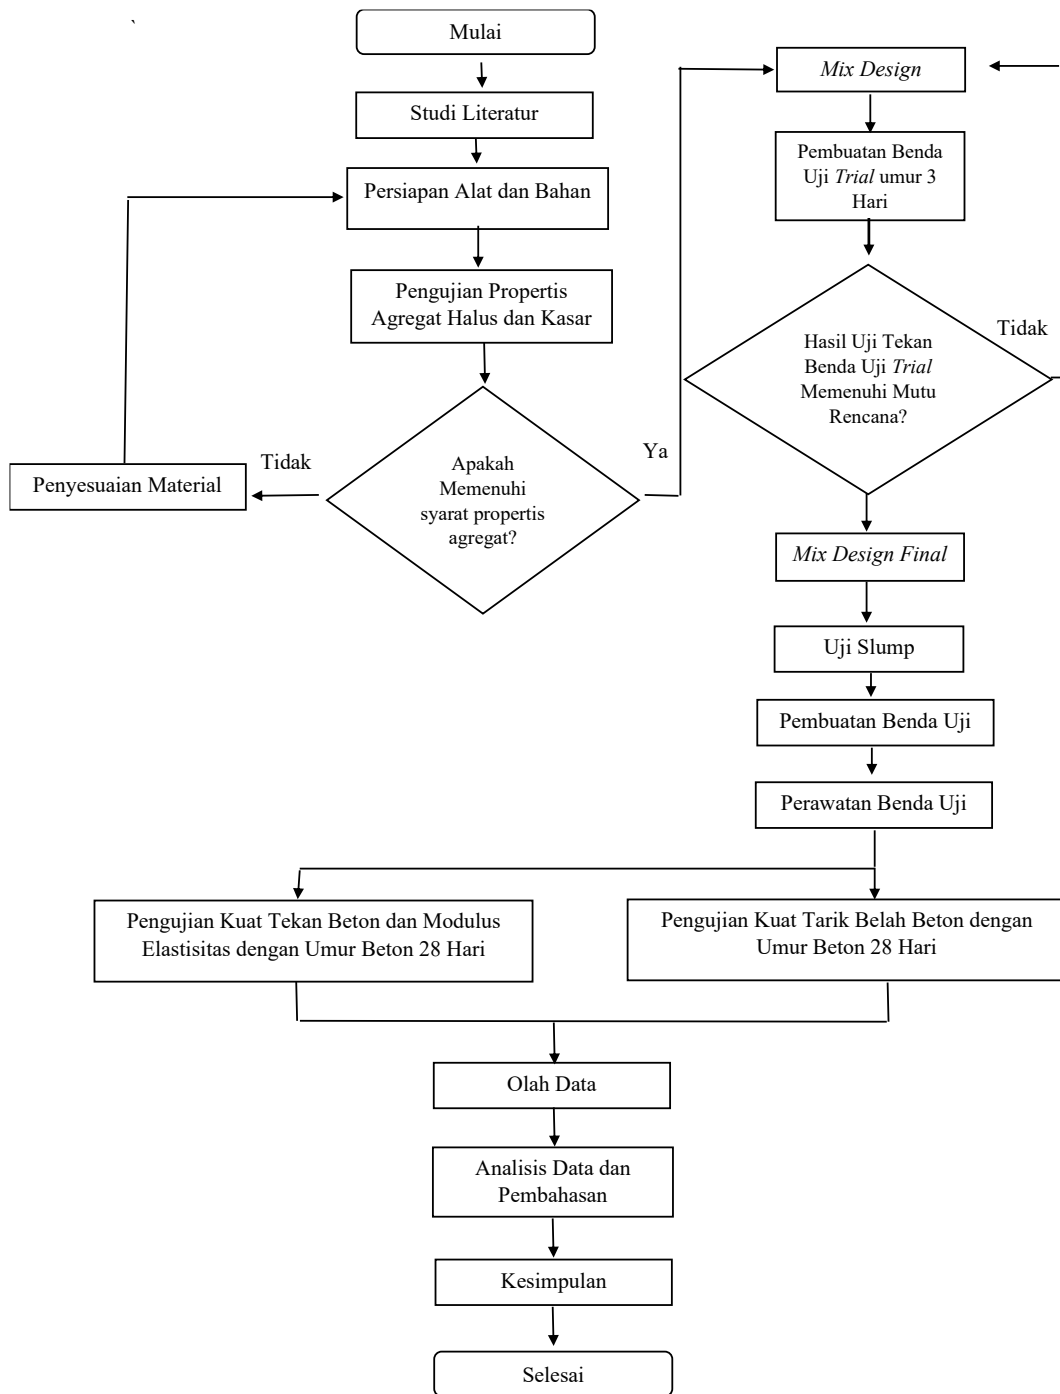 `
Mulai
Studi Literatur
Persiapan Alat dan Bahan
Pengujian Propertis
Agregat Halus dan Kasar
Apakah
Memenuhi
syarat propertis
agregat?
Tidak
Penyesuaian Material
Ya
Mix Design
Pembuatan Benda
Uji Trial umur 3
Hari
Hasil Uji Tekan
Benda Uji Trial
Memenuhi Mutu
Rencana?
Tidak
Mix Design Final
Uji Slump
Pembuatan Benda Uji
Perawatan Benda Uji
Pengujian Kuat Tekan Beton dan Modulus
Elastisitas dengan Umur Beton 28 Hari
Pengujian Kuat Tarik Belah Beton dengan
Umur Beton 28 Hari
Olah Data
Analisis Data dan
Pembahasan
Kesimpulan
Selesai